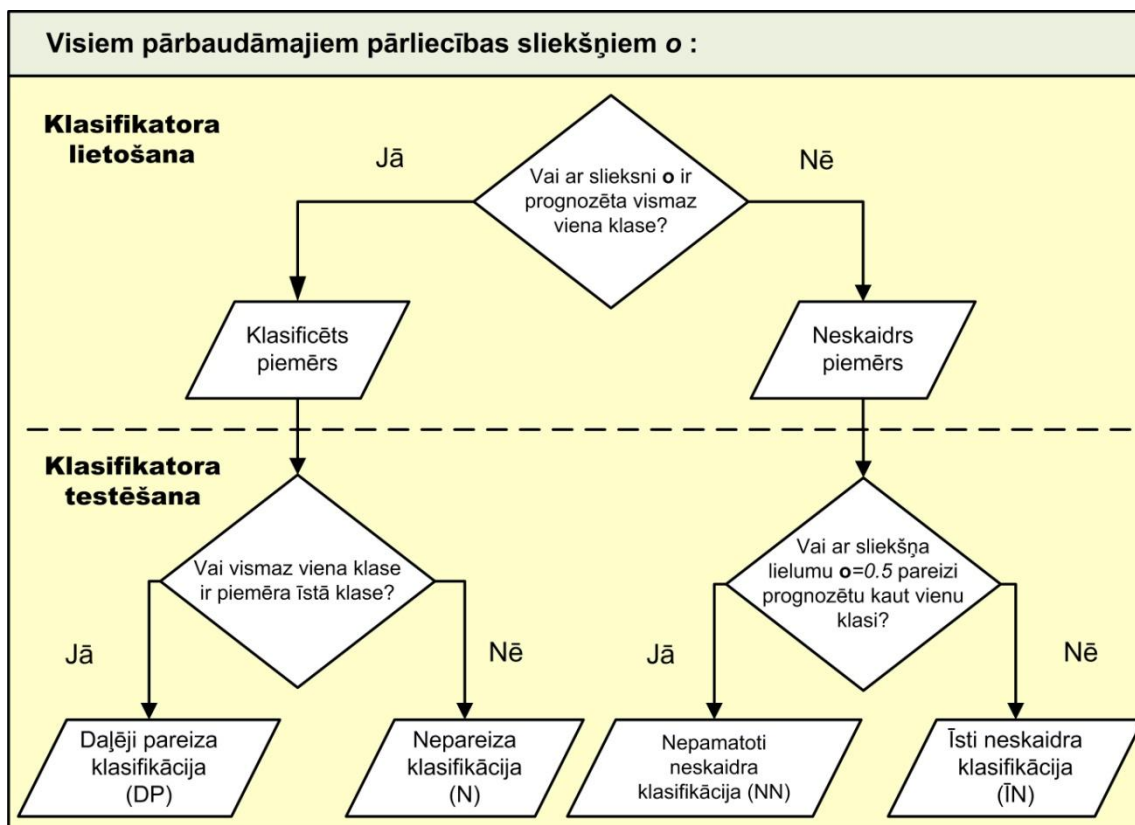 Visiem pārbaudāmajiem pārliecības sliekšņiem o :
Klasifikatora
lietošana
Jā
Vai ar slieksni o ir
prognozēta vismaz
viena klase?
Nē
Klasificēts
piemērs
Neskaidrs
piemērs
Klasifikatora
testēšana
Vai vismaz viena klase
ir piemēra īstā klase?
Vai ar sliekšņa
lielumu o=0.5 pareizi
prognozētu kaut vienu
klasi?
Jā
Nē
Jā
Nē
Daļēji pareiza
klasifikācija
(DP)
Nepareiza
klasifikācija
(N)
Nepamatoti
neskaidra
klasifikācija (NN)
Īsti neskaidra
klasifikācija
(ĪN)